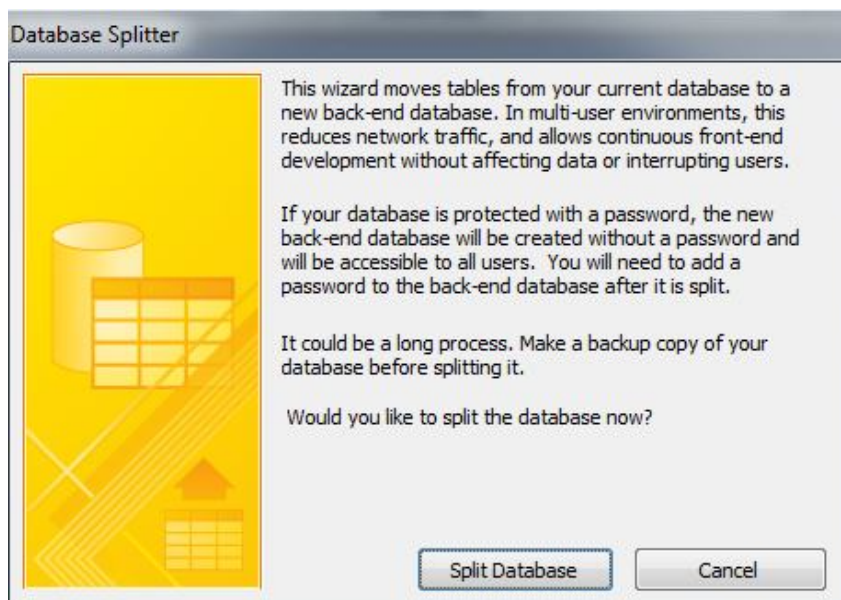 Database Splitter
This wizard moves tables from your current database to a
new back-end database. In multi-user environments, this
reduces network traffic, and allows continuous front-end
development without affecting data or interrupting users.
If your database is protected with a password, the new
back-end database will be created without a password and
will be accessible to all users.  You will need to add a
password to the back-end database after it is split.
It could be a long process. Make a backup copy of your
database before splitting it.
Would you like to split the database now?
Split Database
Cancel